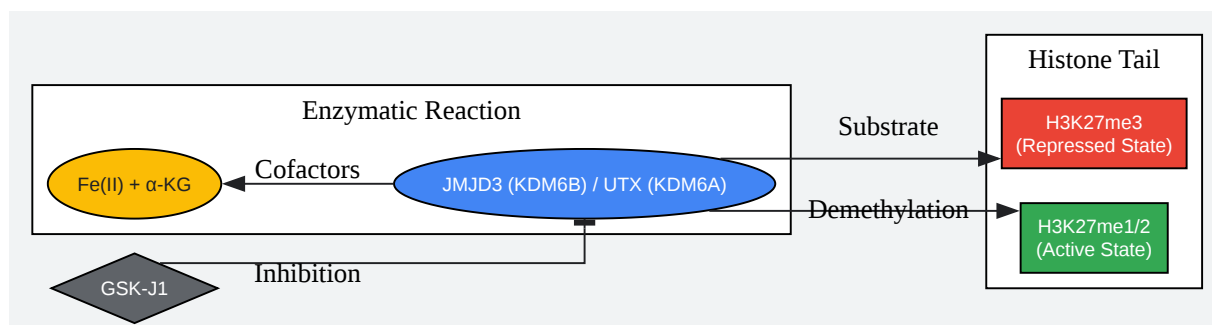 Histone Tail
Enzymatic Reaction
Substrate
H3K27me3
(Repressed State)
Cofactors
Fe(II) + α-KG
JMJD3 (KDM6B) / UTX (KDM6A)
Demethylation
H3K27me1/2
(Active State)
Inhibition
GSK-J1